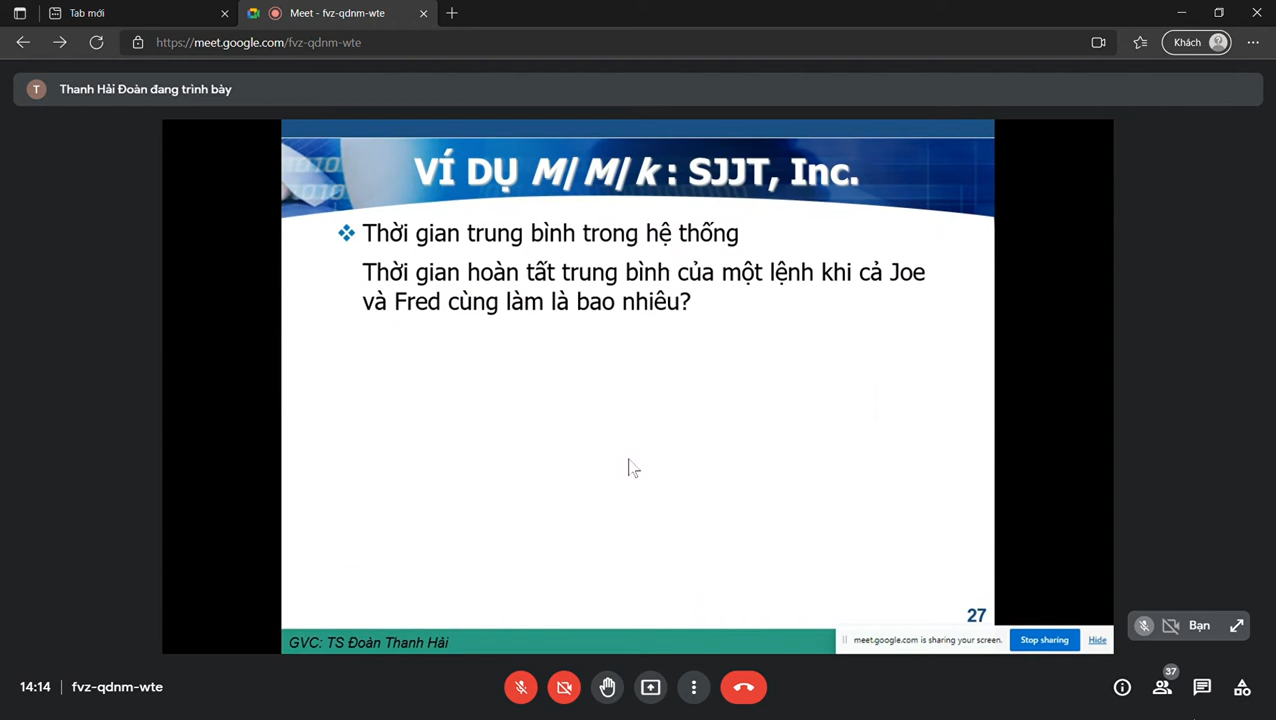 Tab mới
Meet - fvz-qdnm-wte
https://meet.google.com/fvz-qdnm-wte
Khách
T
Thanh Hải Đoàn đang trình bày
VÍ DỤ M/ M/ k : SJJT, Inc.
Thời gian trung bình trong hệ thống
Thời gian hoàn tất trung bình của một lệnh khi cả Joe
và Fred cùng làm là bao nhiêu?
27
GVC: TS Đoàn Thanh Hải
meet.google.com is sharing your screen.
Stop sharing
Hide
Bạn
14:14
fvz-qdnm-wte
37